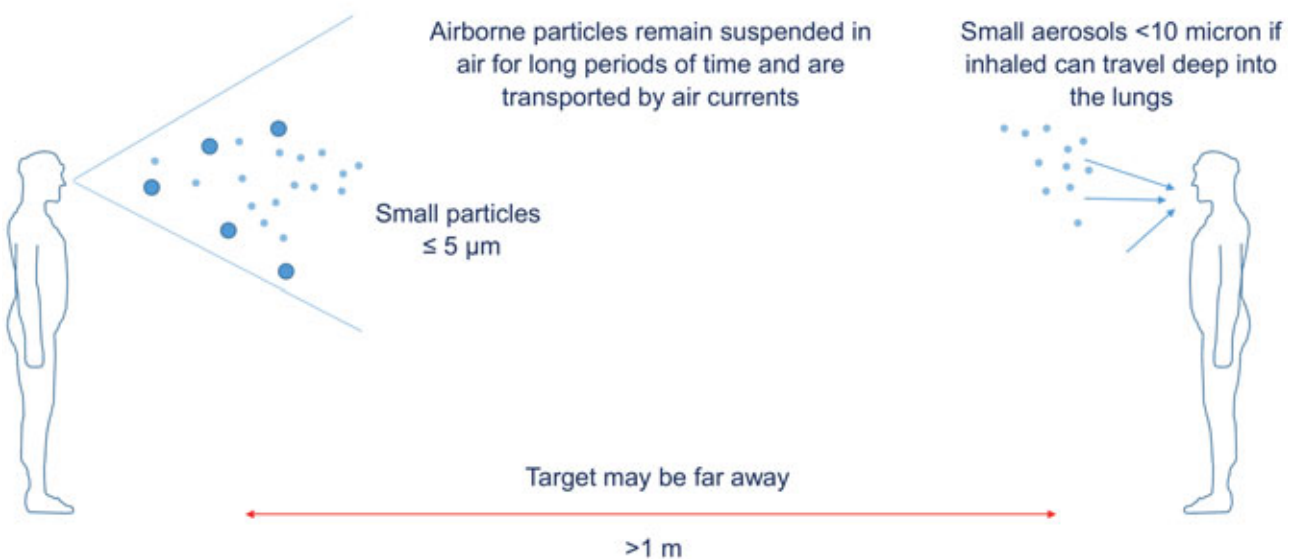 Airborne particles remain suspended in
air for long periods of time and are
transported by air currents
Small aerosols <10 micron if
inhaled can travel deep into
the lungs
Small particles
≤ 5 μm
Target may be far away
>1 m